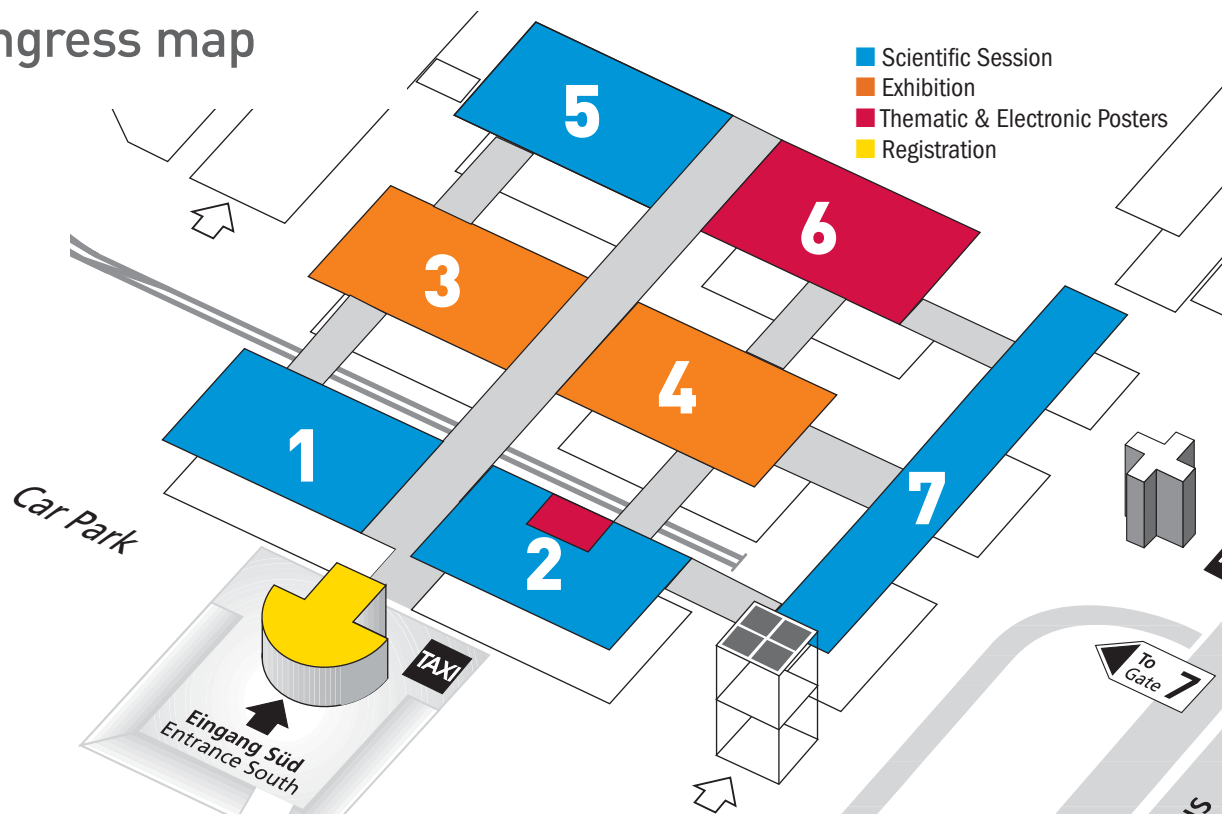 ngress map
Scientific Session
Exhibition
Thematic & Electronic Posters
Registration
5
6
3
4
1
7
2
Car Park
TAXI
Eingang Süd
Entrance South
To
Gate 7